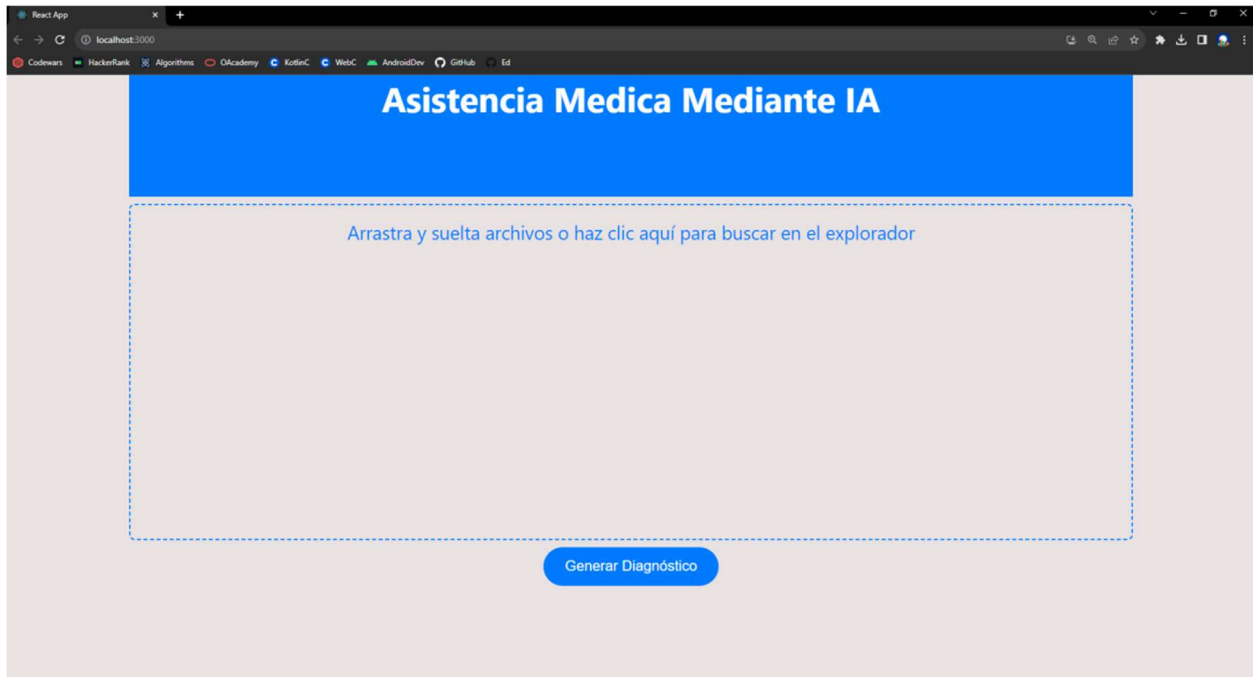 React App
localhost:3000
Codewars HackerRank Algorithms OAcademy KotlinC WebC AndroidDev GitHub Ed
Asistencia Medica Mediante IA
Arrastra y suelta archivos o haz clic aquí para buscar en el explorador
Generar Diagnóstico